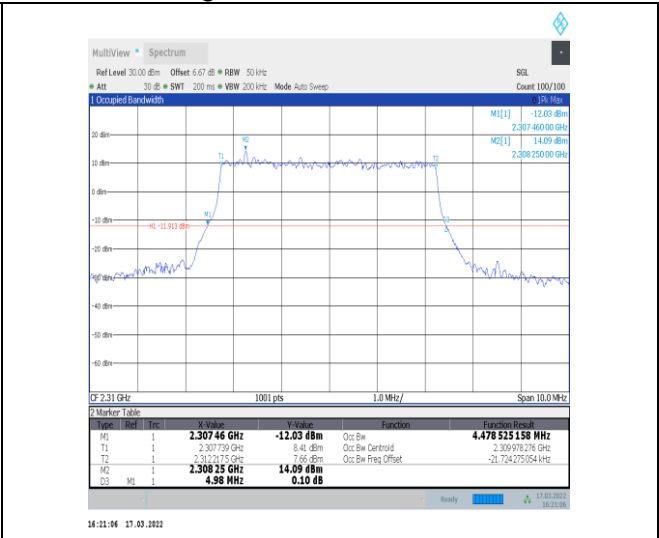 MultiView Spectrum
Ref Level 30.00 dBm Offset 6.67 dB RBW 50 kHz SGL
Att 30 dB SWT 200 ms VBW 200 kHz Mode Auto Sweep Count 100/100
1 Occupied Bandwidth 1Pk Max
M1[1] -12.03 dBm
2.307 460 00 GHz
M2[1] 14.09 dBm
2.308 250 00 GHz
20 dBm
M2
T1
T2
10 dBm
0 dBm
-10 dBm
M1
H1 -11.913 dBm
-20 dBm
-40 dBm
-50 dBm
-60 dBm
CF 2.31 GHz 1001 pts 1.0 MHz/ Span 10.0 MHz
2 Marker Table
Type Ref Trc X-Value Y-Value Function Function Result
M1 1 2.307 46 GHz -12.03 dBm Occ Bw 4.478 525 158 MHz
T1 1 2.307739 GHz 8.41 dBm Occ Bw Centroid 2.309 978 276 GHz
T2 1 2.3122175 GHz 7.66 dBm Occ Bw Freq Offset -21.724 275 054 kHz
M2 1 2.308 25 GHz 14.09 dBm
D3 M1 1 4.98 MHz 0.10 dB
Ready 17.03.2022
16:21:06
16:21:06 17.03.2022